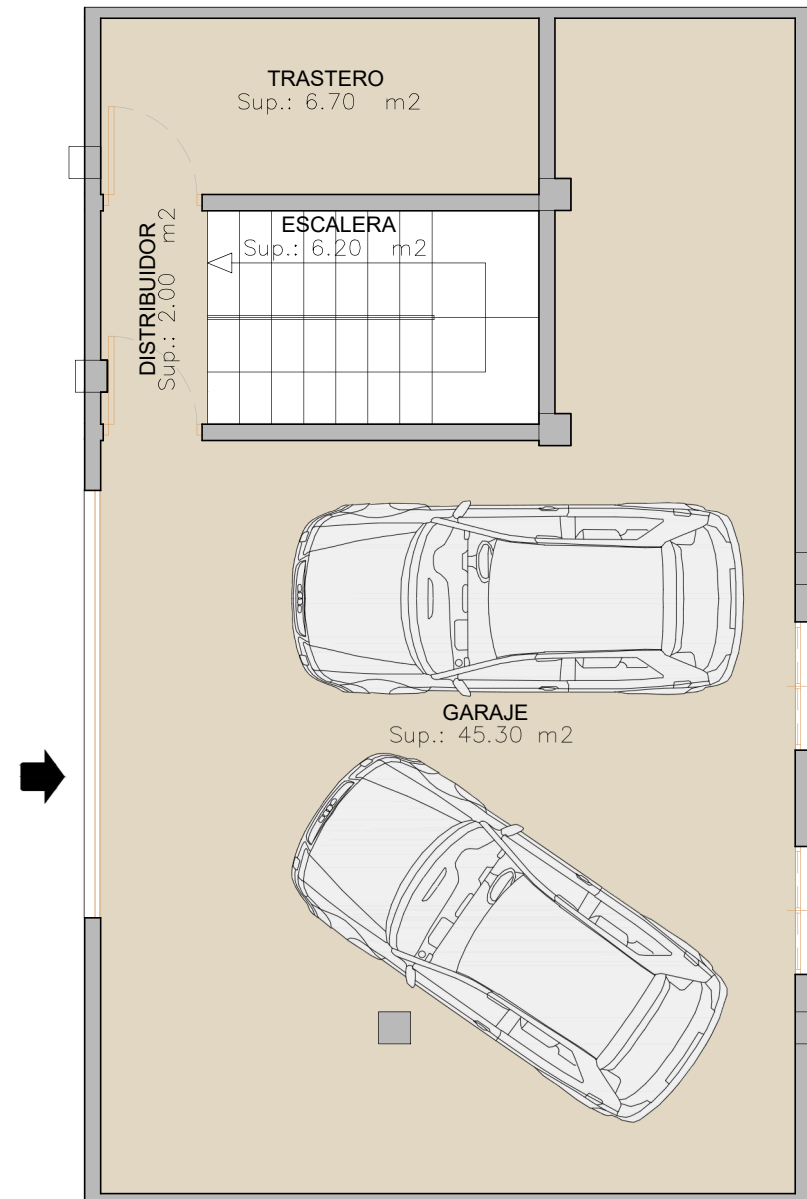 TRASTERO
Sup.: 6.70 m2
ESCALERA
Sup.: 6.20 m2
DISTRIBUIDOR
Sup.: 2.00 m2
GARAJE
Sup.: 45.30 m2